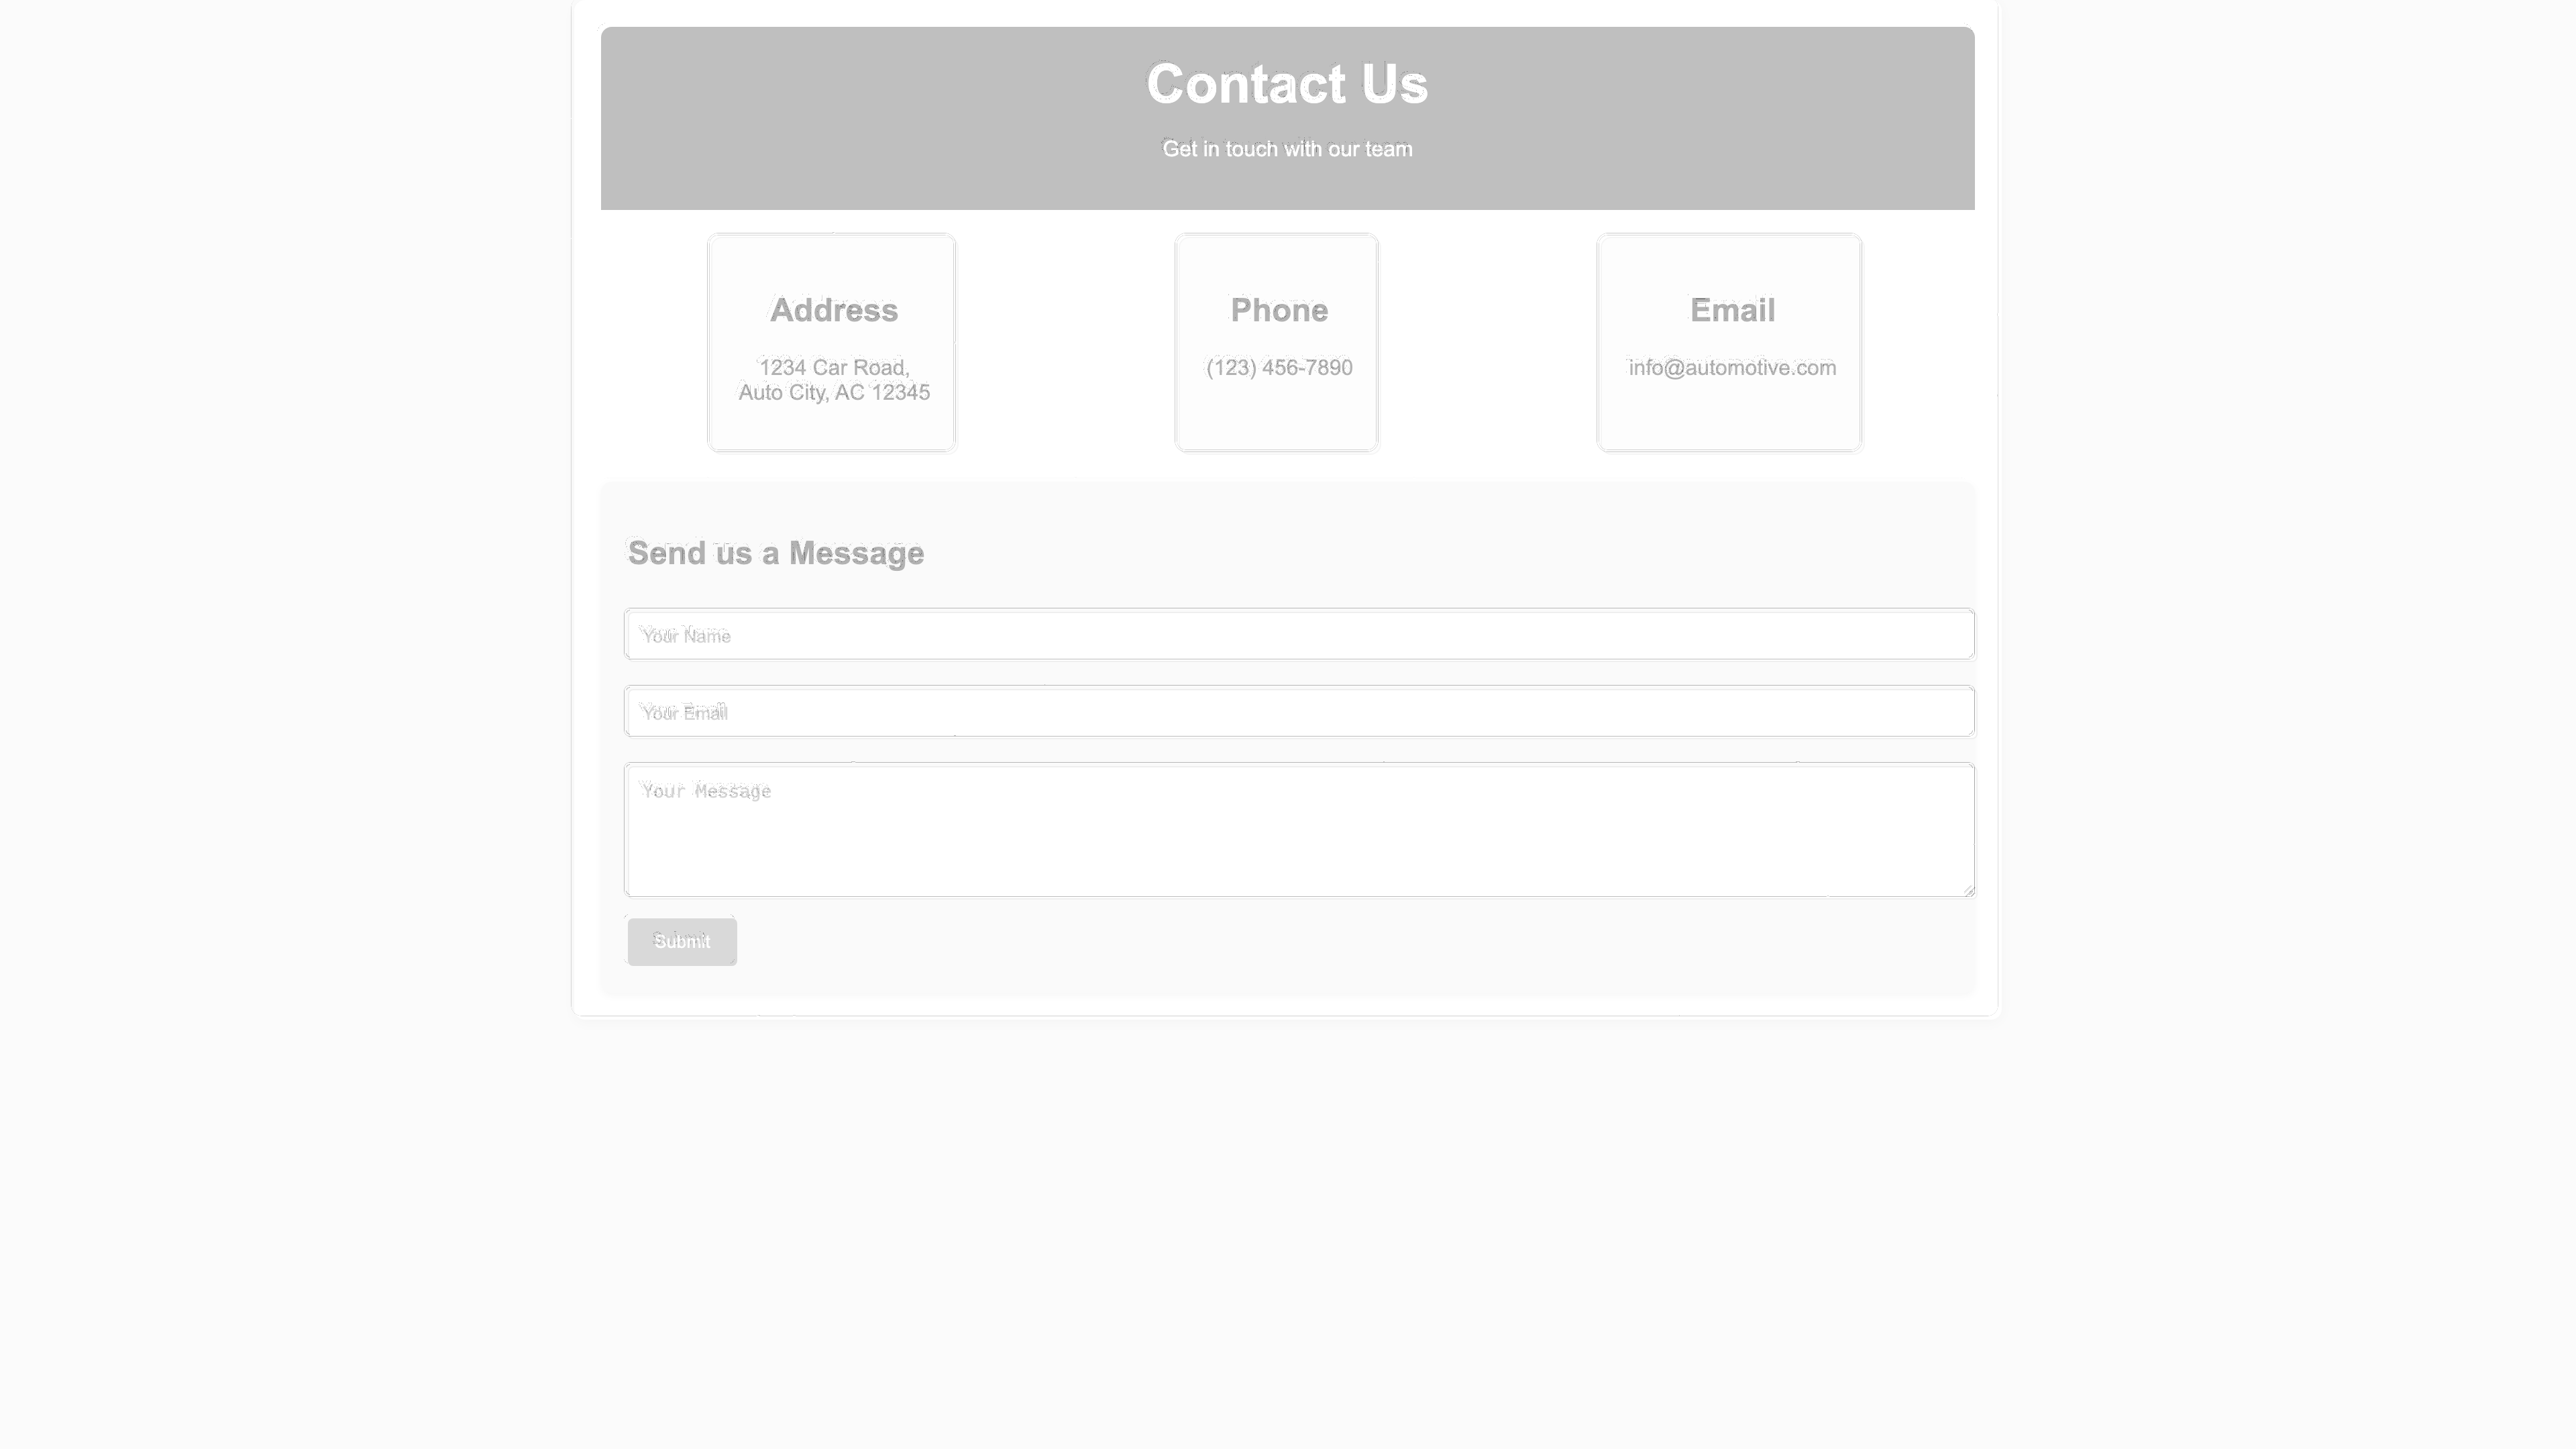 Contact Us
Get in touch with our team
Address
1234 Car Road,
Auto City, AC 12345
Phone
(123) 456-7890
Email
info@automotive.com
Send us a Message
Your Name
Your Email
Your Message
Submit